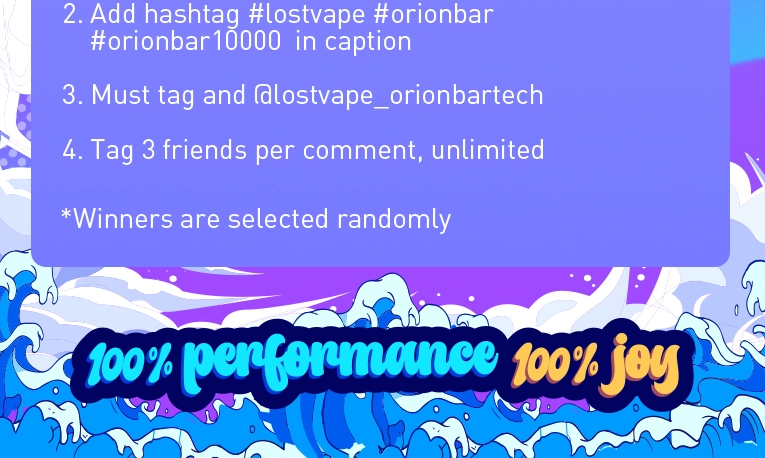 2. Add hashtag #lostvape #orionbar
#orionbar10000 in caption
3. Must tag and @lostvape_orionbartech
4. Tag 3 friends per comment, unlimited
*Winners are selected randomly
100% performance 100% joy